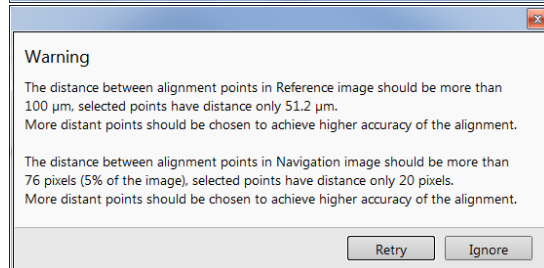 Warning
The distance between alignment points in Reference image should be more than
100 µm, selected points have distance only 51.2 µm.
More distant points should be chosen to achieve higher accuracy of the alignment.
The distance between alignment points in Navigation image should be more than
76 pixels (5% of the image), selected points have distance only 20 pixels.
More distant points should be chosen to achieve higher accuracy of the alignment.
Retry Ignore